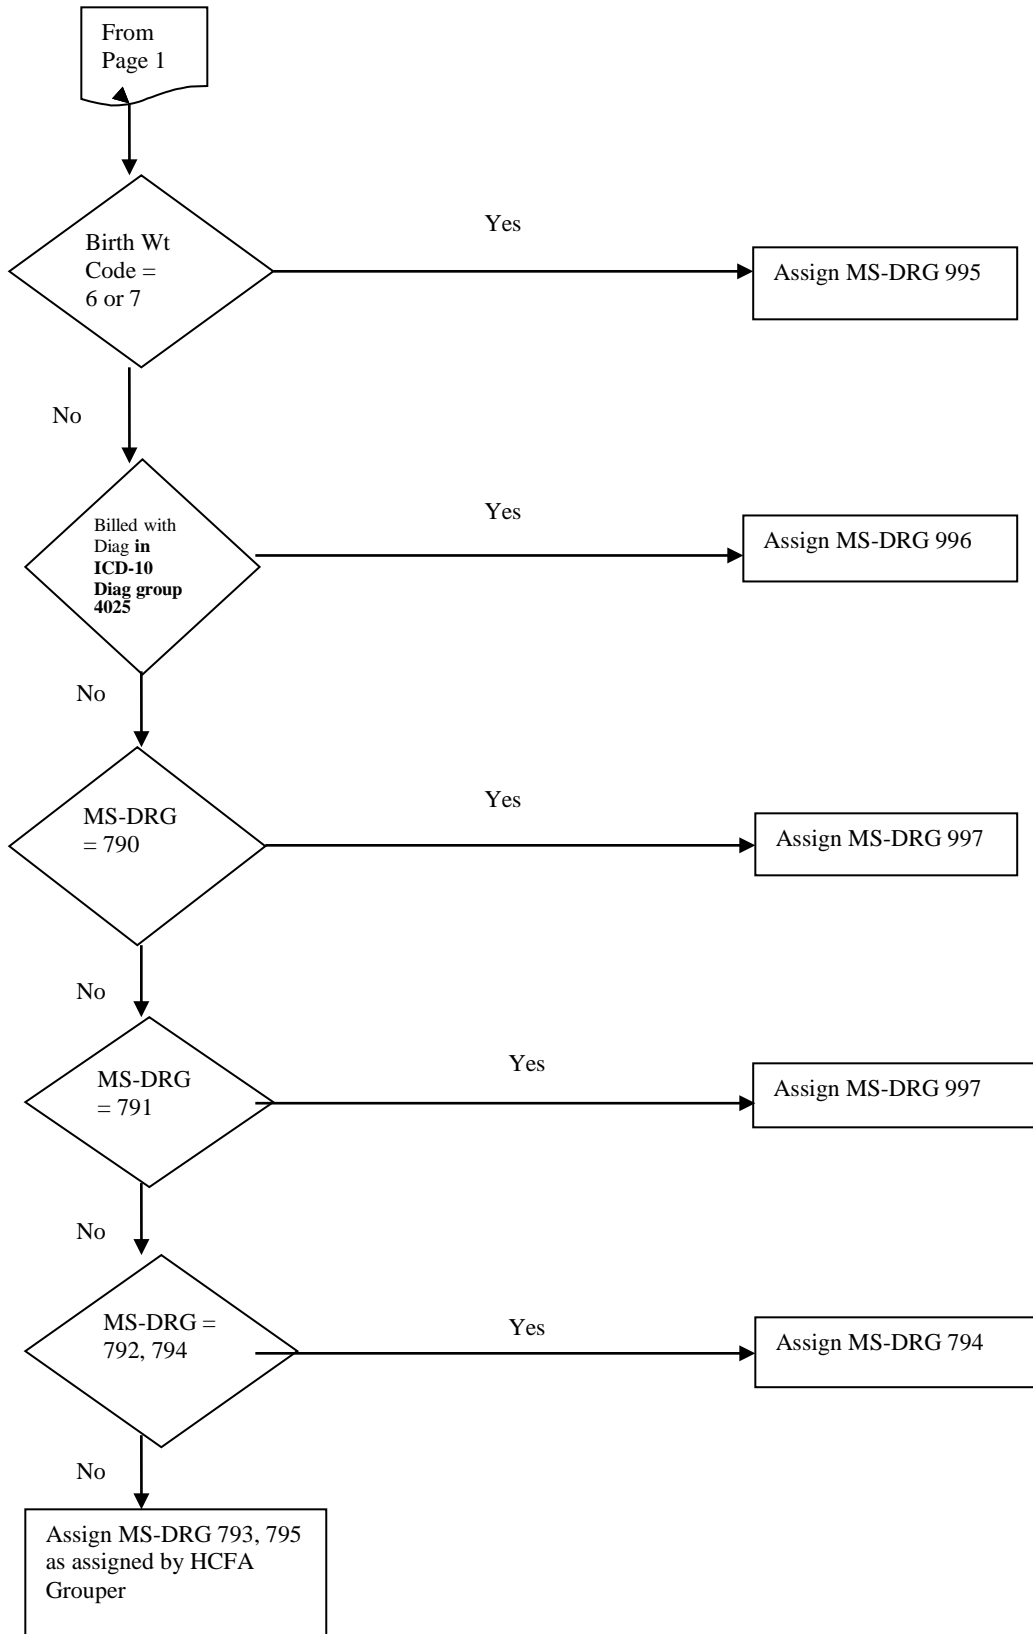 From
Page 1
Yes
Birth Wt
Code =
6 or 7
Assign MS-DRG 995
No
Yes
Billed with
Diag in
ICD-10
Diag group
4025
Assign MS-DRG 996
No
Yes
MS-DRG
= 790
Assign MS-DRG 997
No
Yes
MS-DRG
= 791
Assign MS-DRG 997
No
Yes
MS-DRG =
792, 794
Assign MS-DRG 794
No
Assign MS-DRG 793, 795
as assigned by HCFA
Grouper